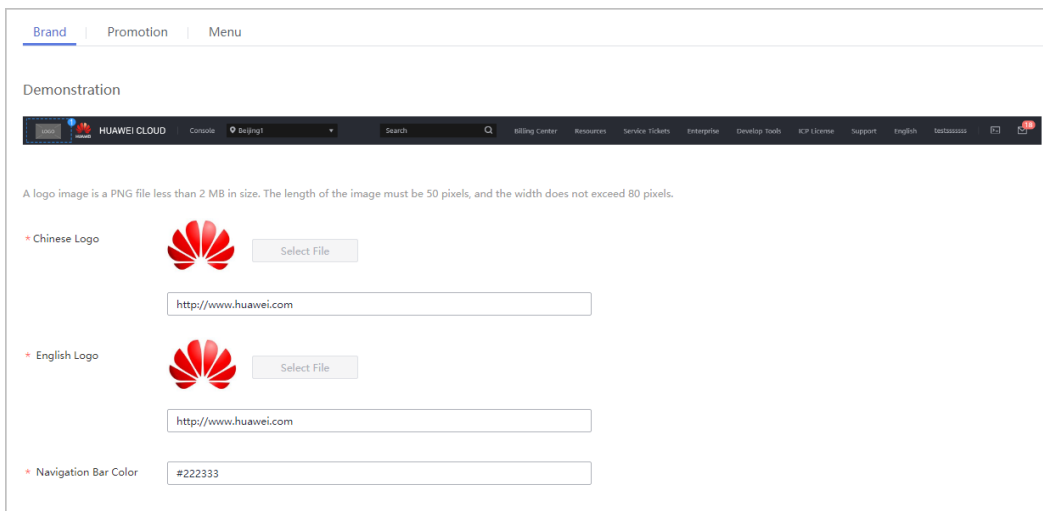 Brand Promotion Menu
Demonstration
LOGO 1 HUAWEI HUAWEI CLOUD Console Beijing1 Search Billing Center Resources Service Tickets Enterprise Develop Tools ICP License Support English 18
A logo image is a PNG file less than 2 MB in size. The length of the image must be 50 pixels, and the width does not exceed 80 pixels.
* Chinese Logo Select File
http://www.huawei.com
* English Logo Select File
http://www.huawei.com
* Navigation Bar Color #222333